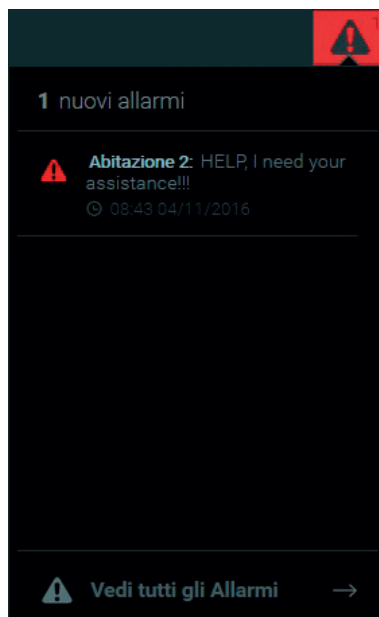 1 nuovi allarmi
Abitazione 2: HELP, I need your
assistance!!!
08:43 04/11/2016
Vedi tutti gli Allarmi